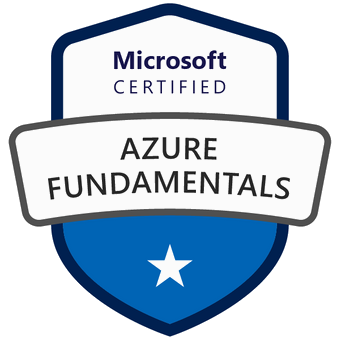 Microsoft
CERTIFIED
AZURE
FUNDAMENTALS